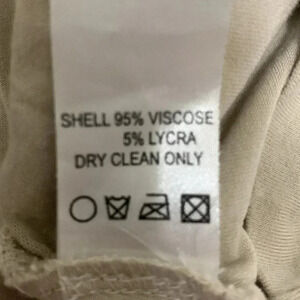 SHELL 95% VISCOSE
5% LYCRA
DRY CLEAN ONLY